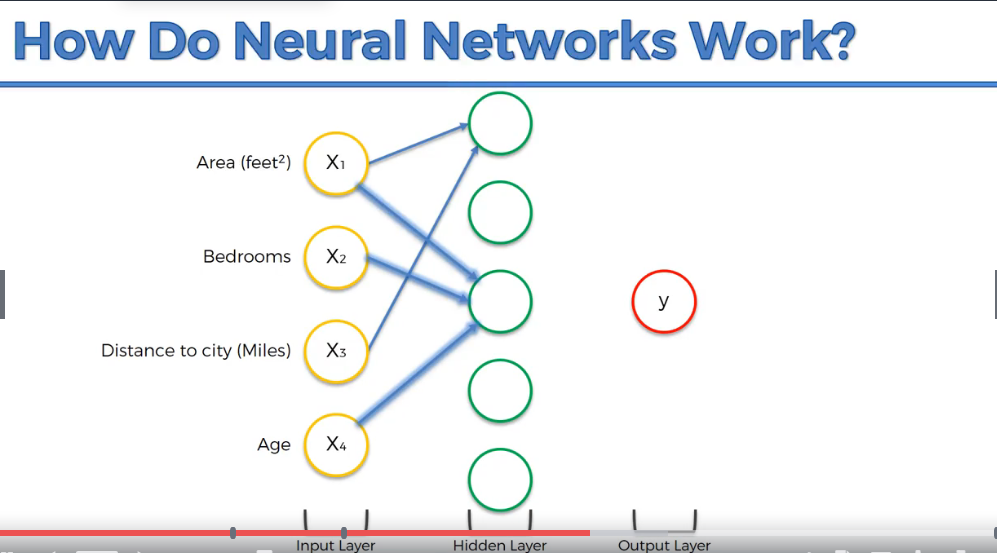 How Do Neural Networks Work?
Area (feet²)
X₁
Bedrooms
X₂
Distance to city (Miles)
X₃
Age
X₄
y
Input Layer
Hidden Layer
Output Layer